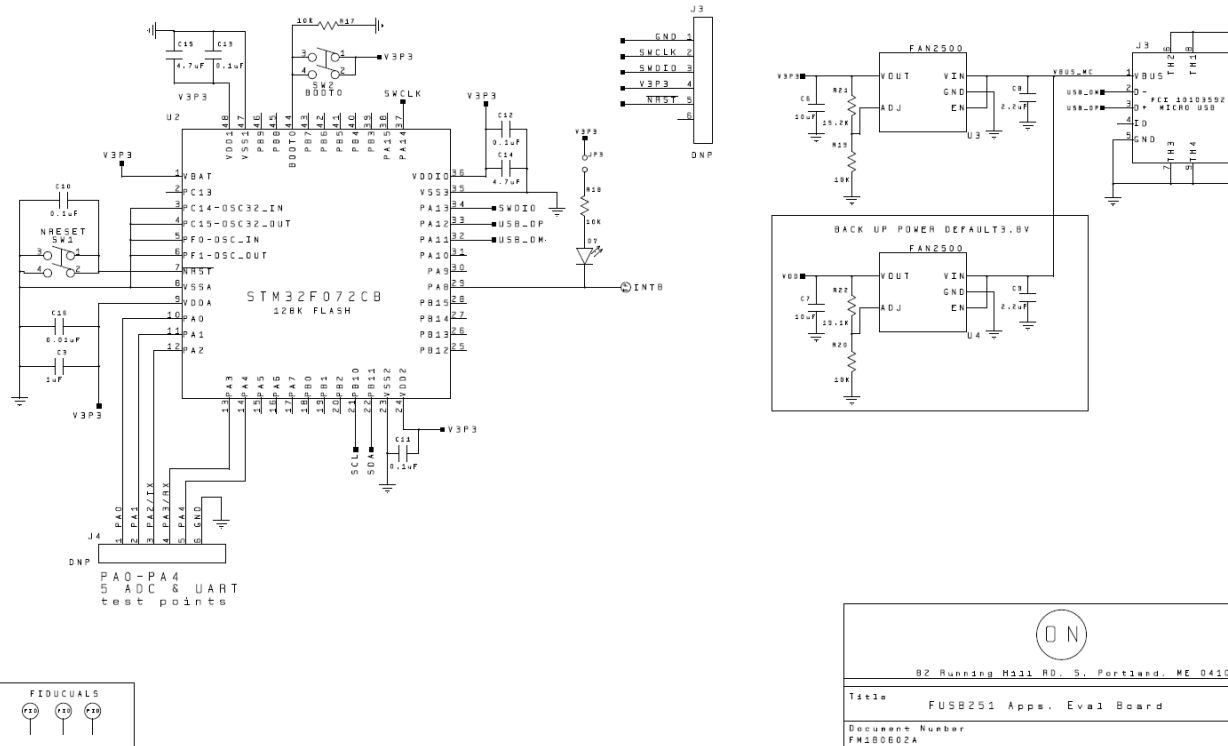 C15
4.7uF
C13
0.1uF
V3P3
10K R17
3 1
4 2
SW2
BOOT0
V3P3
SWCLK
U2
48 47 46 45 44 43 42 41 40 39 38 37
VDD1 VSS1 PB9 PB8 BOOT0 PB7 PB6 PB5 PB4 PB3 PA15 PA14
V3P3
C10
0.1uF
NRESET
SW1
3 1
4 2
1 VBAT
2 PC13
3 PC14-OSC32_IN
4 PC15-OSC32_OUT
5 PF0-OSC_IN
6 PF1-OSC_OUT
7 NRST
8 VSSA
9 VDDA
10 PA0
11 PA1
12 PA2
STM32F072CB
128K FLASH
VDDIO 36
VSS3 35
PA13 34 SWDIO
PA12 33 USB_DP
PA11 32 USB_DM
PA10 31
PA9 30
PA8 29
PB15 28
PB14 27
PB13 26
PB12 25
INTB
V3P3
C12
0.1uF
C14
4.7uF
V3P3
R18
10K
D7
0.01uF
1uF
V3P3
PA3 PA4 PA5 PA6 PA7 PB0 PB1 PB2 PB10 PB11 VSS2 VDD2
13 14 15 16 17 18 19 20 21 22 23 24
SCL
SDA
C11
0.1uF
V3P3
J4
DNP
1 PA0
2 PA1
3 PA2/TX
4 PA3/RX
5 PA4
6 GND
PA0-PA4
5 ADC & UART
test points
J3
GND 1
SWCLK 2
SWDIO 3
V3P3 4
NRST 5
6
DNP
FAN2500
V3P3
VOUT VIN
GND
ADJ EN
U3
C6
10uF
R21
15.2K
R19
10K
2.2uF
VBUS_MC
J3
TH2 6
TH1 8
1 VBUS
USB_DM 2 D-
USB_DP 3 D+
4 ID
5 GND
FCI 10103592
MICRO USB
7 TH3
9 TH4
BACK UP POWER DEFAULT3.8V
FAN2500
VDD
VOUT VIN
GND
ADJ EN
U4
C7
10uF
R22
R20
10K
2.2uF
FIDUCUALS
FID FID FID
ON
82 Running Hill RD, S. Portland, ME 0410
Title
FUSB251 Apps. Eval Board
Document Number
FM180602A